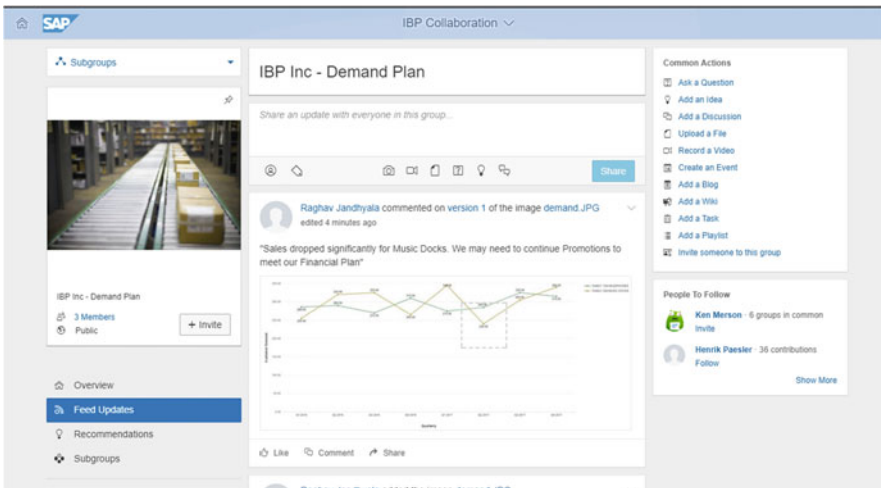 SAP
IBP Collaboration
Subgroups
IBP Inc - Demand Plan
3 Members
Public
+ Invite
Overview
Feed Updates
Recommendations
Subgroups
IBP Inc - Demand Plan
Share an update with everyone in this group...
Share
Raghav Jandhyala commented on version 1 of the image demand.JPG
edited 4 minutes ago
"Sales dropped significantly for Music Docks. We may need to continue Promotions to
meet our Financial Plan"
Like Comment Share
Common Actions
Ask a Question
Add an Idea
Add a Discussion
Upload a File
Record a Video
Create an Event
Add a Blog
Add a Wiki
Add a Task
Add a Playlist
Invite someone to this group
People To Follow
Ken Merson · 6 groups in common
Invite
Henrik Paesler · 36 contributions
Follow
Show More